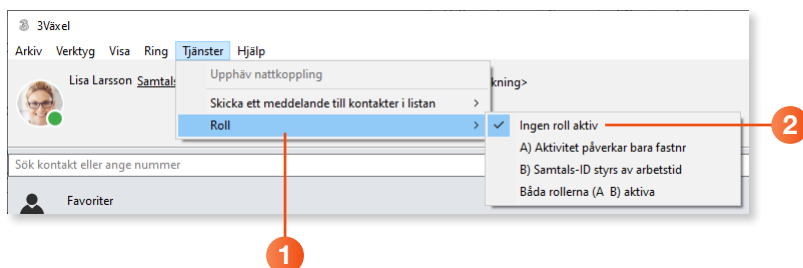 3Växel
Arkiv Verktyg Visa Ring Tjänster Hjälp
Lisa Larsson
Upphäv nattkoppling
kning>
Skicka ett meddelande till kontakter i listan
Roll
Ingen roll aktiv
A) Aktivitet påverkar bara fastnr
B) Samtals-ID styrs av arbetstid
Båda rollerna (A B) aktiva
2
Sök kontakt eller ange nummer
Favoriter
1